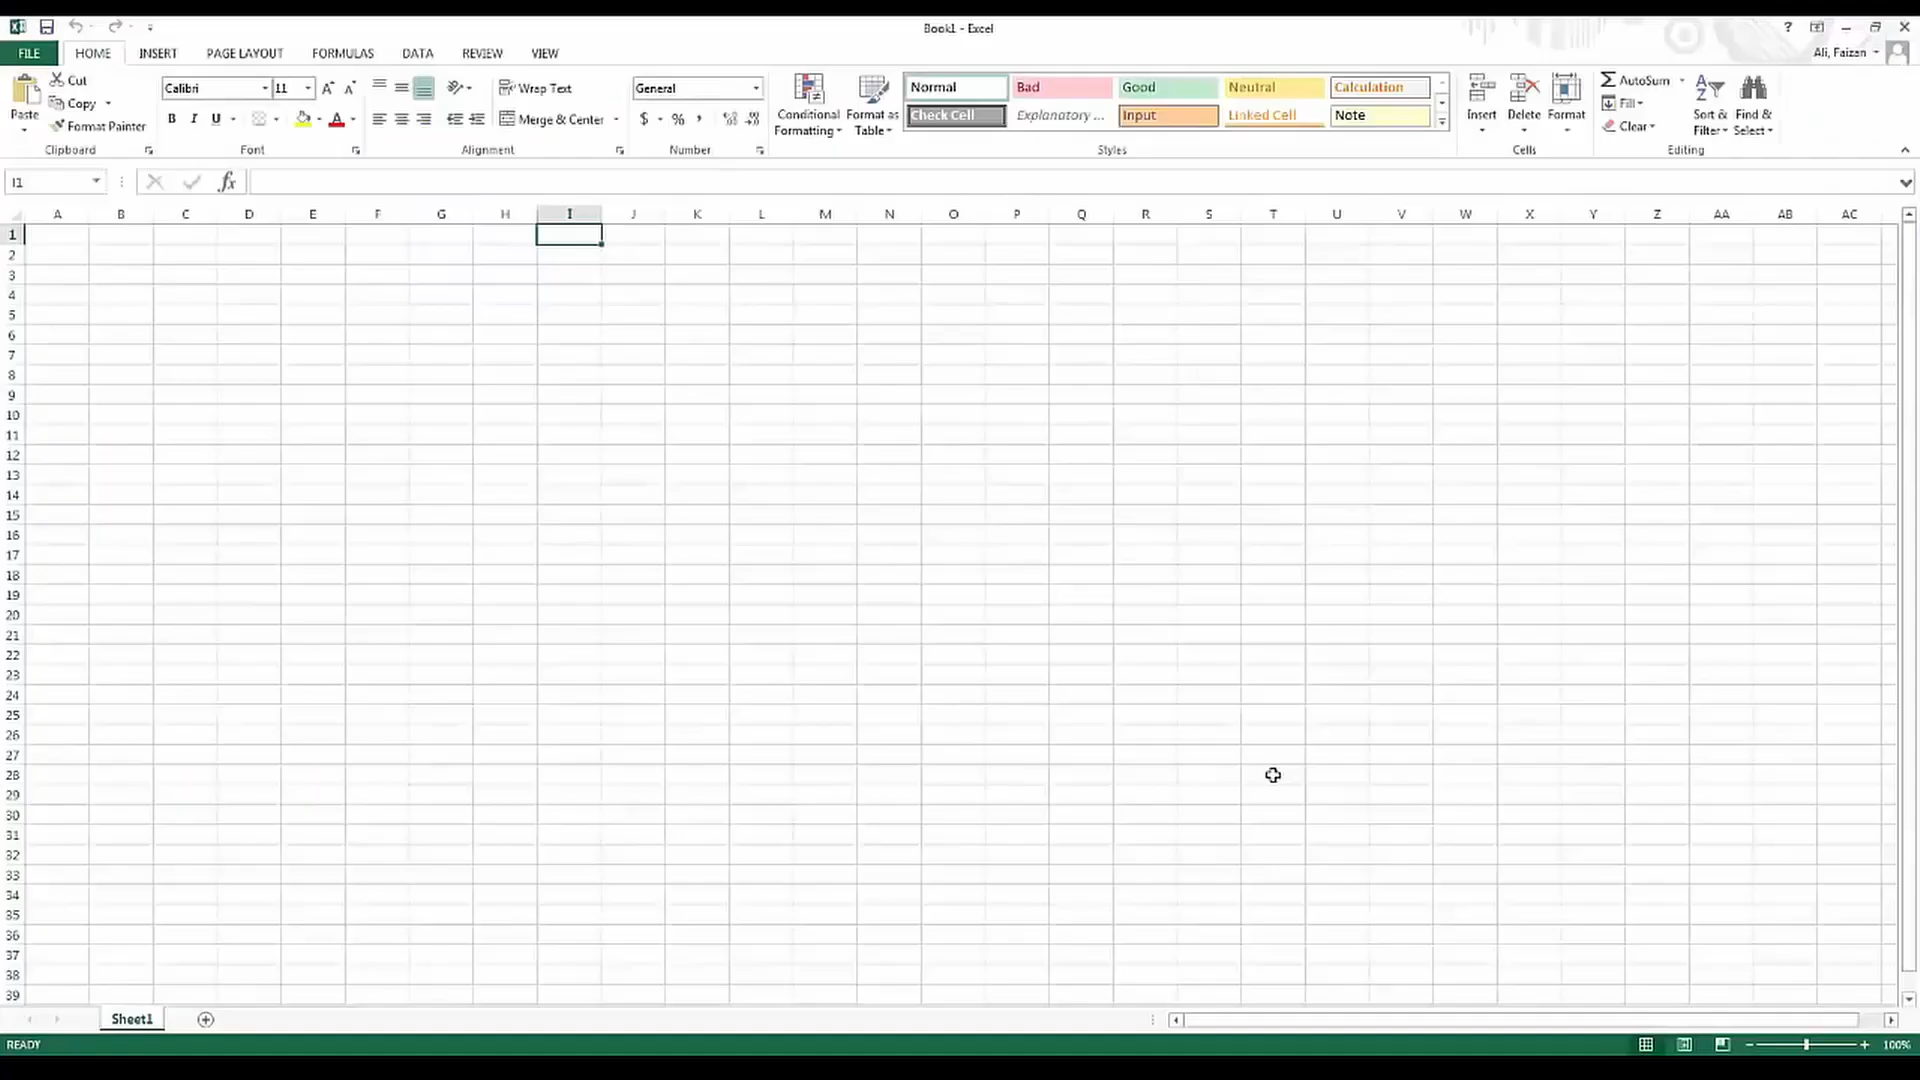 Book1 - Excel
?
FILE HOME INSERT PAGE LAYOUT FORMULAS DATA REVIEW VIEW
Ali, Faizan
Paste
Cut
Copy
Format Painter
Clipboard
Calibri 11
B I U
Font
Wrap Text
Merge & Center
Alignment
General
$ % ,
Number
Conditional Formatting
Format as Table
Normal Bad Good Neutral Calculation
Check Cell Explanatory ... Input Linked Cell Note
Styles
Insert Delete Format
Cells
AutoSum
Fill
Clear
Sort & Filter
Find & Select
Editing
I1
fx
A B C D E F G H I J K L M N O P Q R S T U V W X Y Z AA AB AC
1
2
3
4
5
6
7
8
9
10
11
12
13
14
15
16
17
18
19
20
21
22
23
24
25
26
27
28
29
30
31
32
33
34
35
36
37
38
39
Sheet1
READY
100%